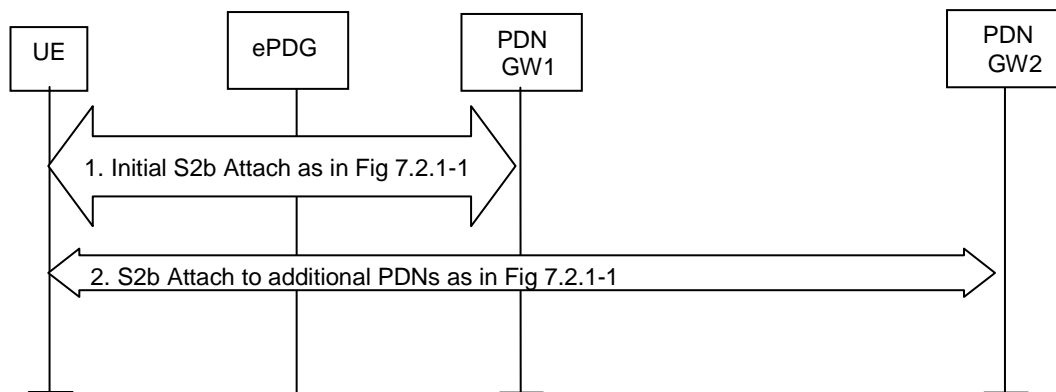 UE
ePDG
PDN
GW1
PDN
GW2
1. Initial S2b Attach as in Fig 7.2.1-1
2. S2b Attach to additional PDNs as in Fig 7.2.1-1